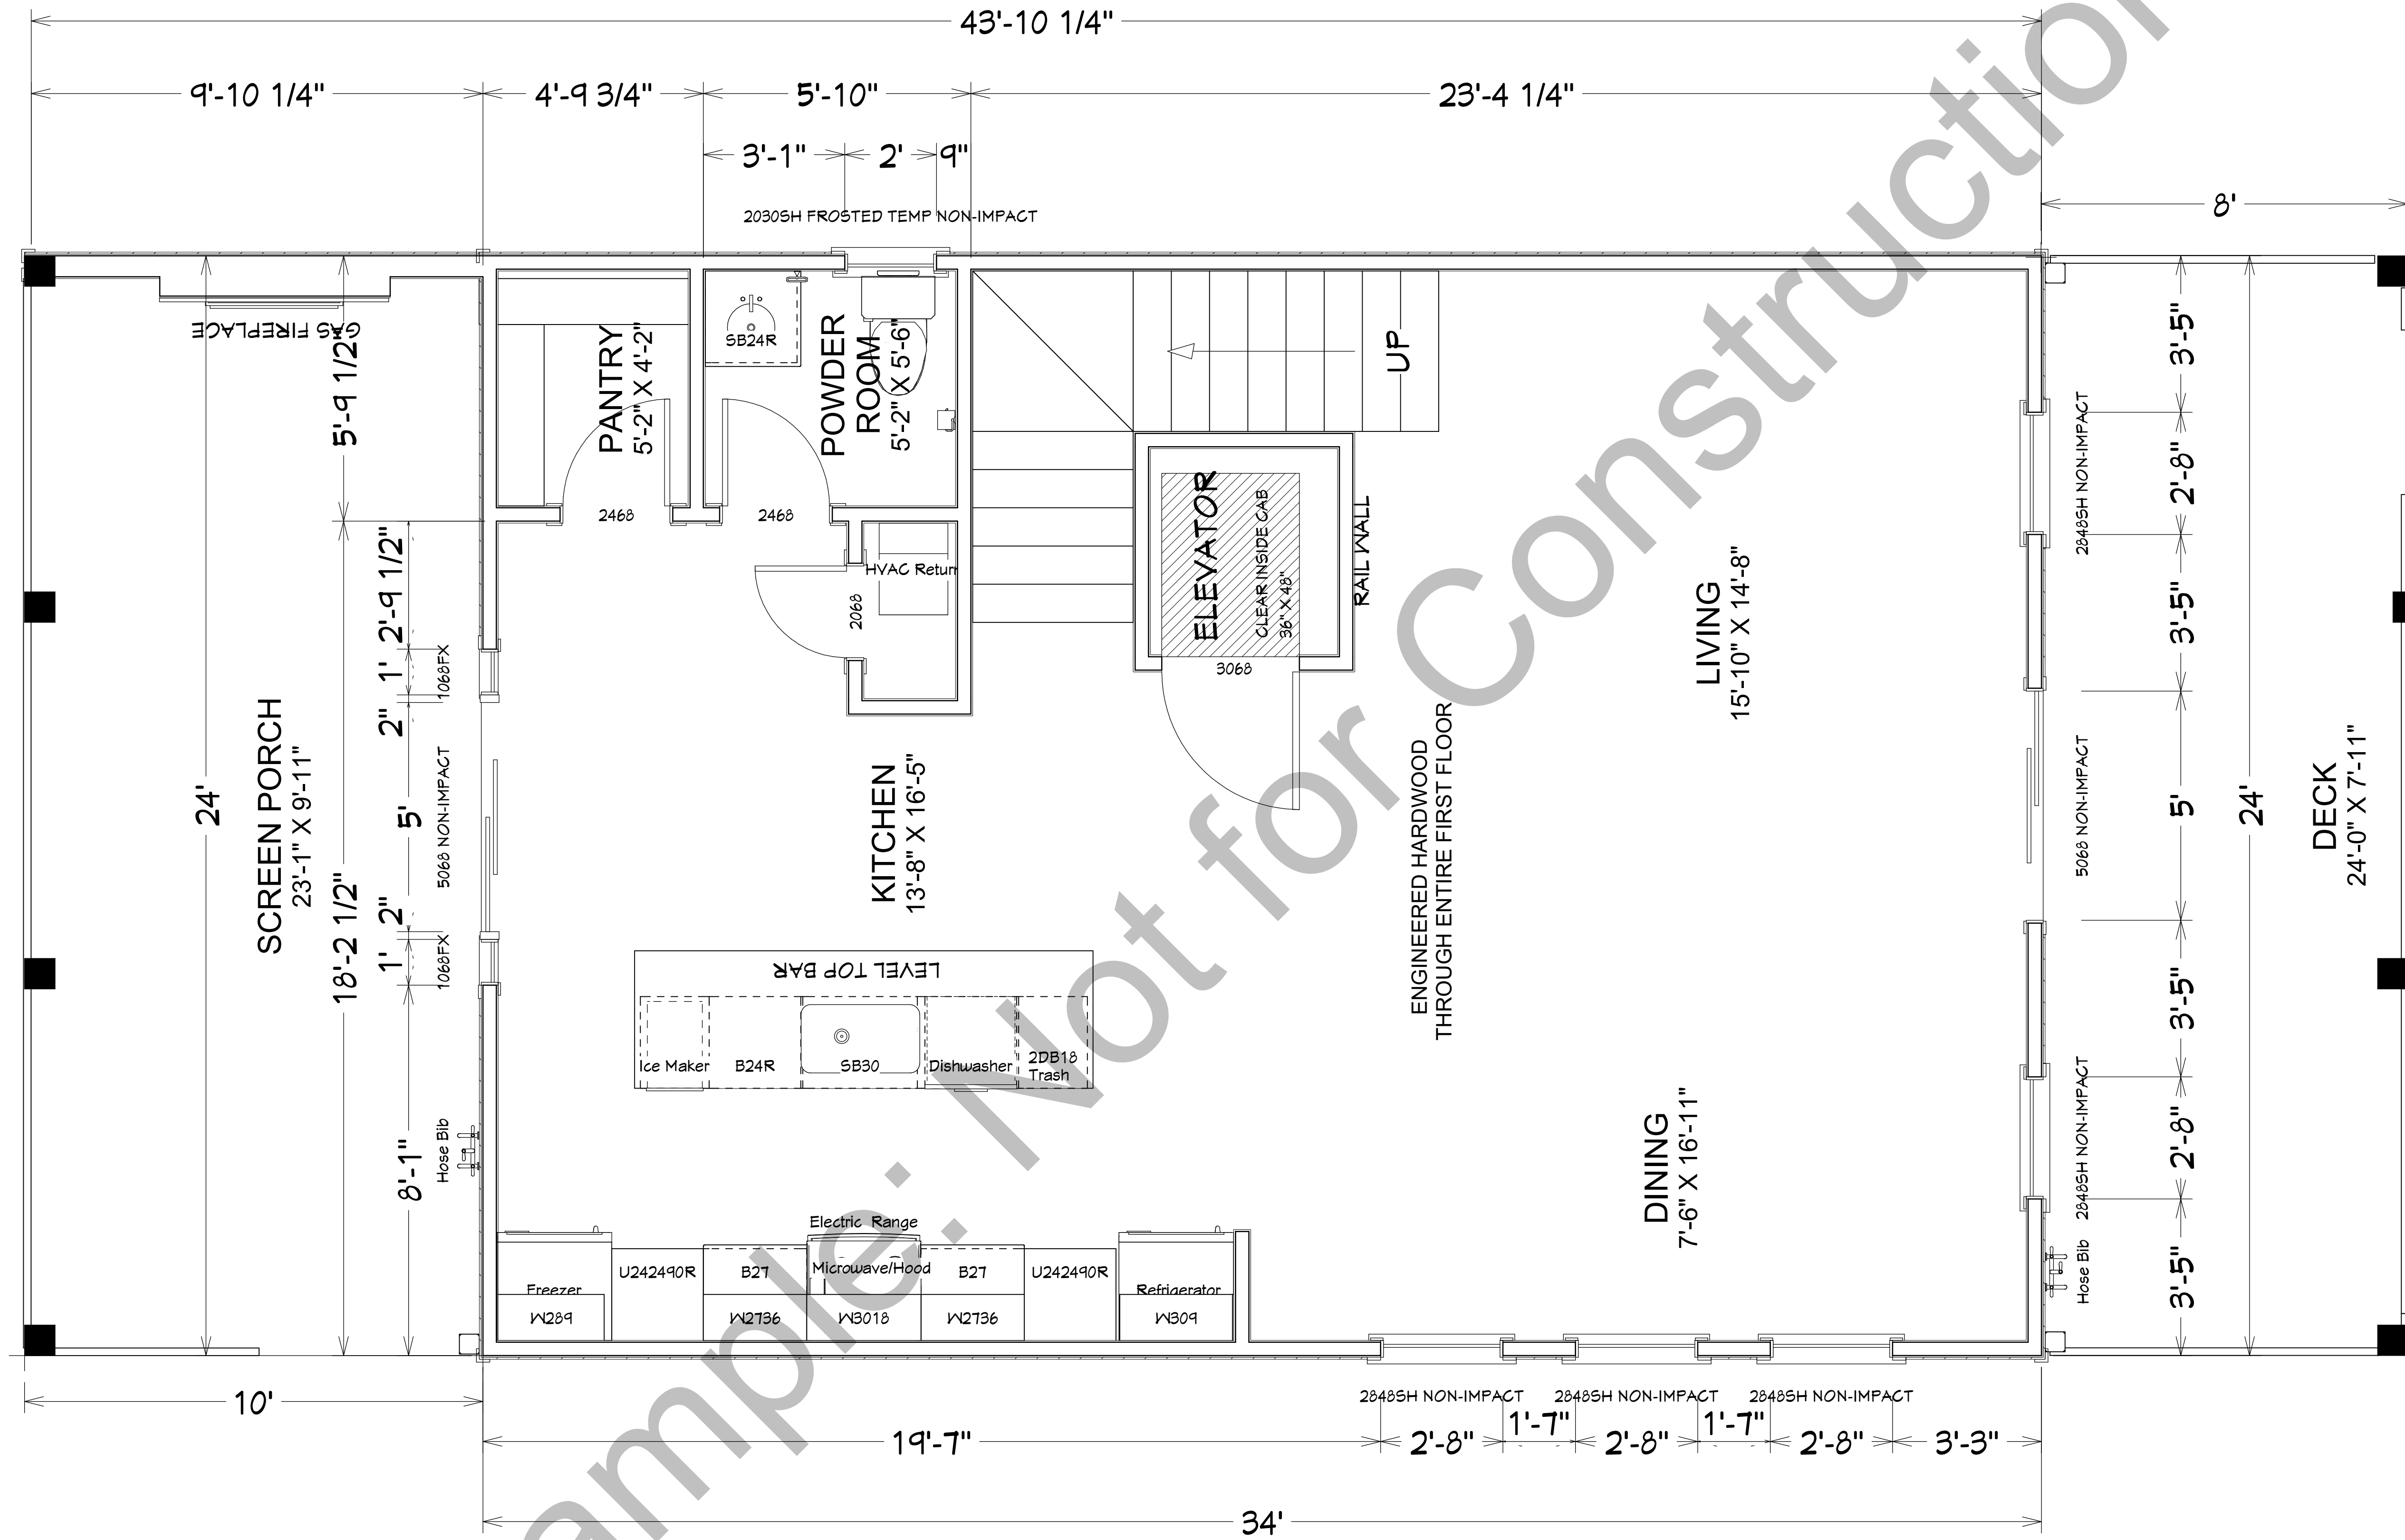 43'-10 1/4"
9'-10 1/4"
4'-9 3/4"
5'-10"
23'-4 1/4"
3'-1"
2'
9"
8'
2030SH FROSTED TEMP NON-IMPACT
GAS FIREPLACE
5'-9 1/2"
24'
18'-2 1/2"
SCREEN PORCH
23'-1" X 9'-11"
2'-9 1/2"
1'
2"
5'
2"
1'
8'-1"
1068FX
5068 NON-IMPACT
1068FX
Hose Bib
PANTRY
5'-2" X 4'-2"
2468
SB24R
POWDER
ROOM
5'-2" X 5'-6"
2468
HVAC Return
2068
UP
ELEVATOR
CLEAR INSIDE CAB
36" X 48"
RAIL WALL
3068
KITCHEN
13'-8" X 16'-5"
LEVEL TOP BAR
Ice Maker
B24R
SB30
Dishwasher
2DB18
Trash
Electric Range
Microwave/Hood
Freezer
U242490R
B27
B27
U242490R
Refrigerator
W289
W2736
W3018
W2736
W309
ENGINEERED HARDWOOD
THROUGH ENTIRE FIRST FLOOR
LIVING
15'-10" X 14'-8"
DINING
7'-6" X 16'-11"
2848SH NON-IMPACT
5068 NON-IMPACT
2848SH NON-IMPACT
Hose Bib
3'-5"
2'-8"
3'-5"
5'
3'-5"
2'-8"
3'-5"
24'
DECK
24'-0" X 7'-11"
2848SH NON-IMPACT
2848SH NON-IMPACT
2848SH NON-IMPACT
10'
19'-7"
2'-8"
1'-7"
2'-8"
1'-7"
2'-8"
3'-3"
34'
ample: Not for Construction